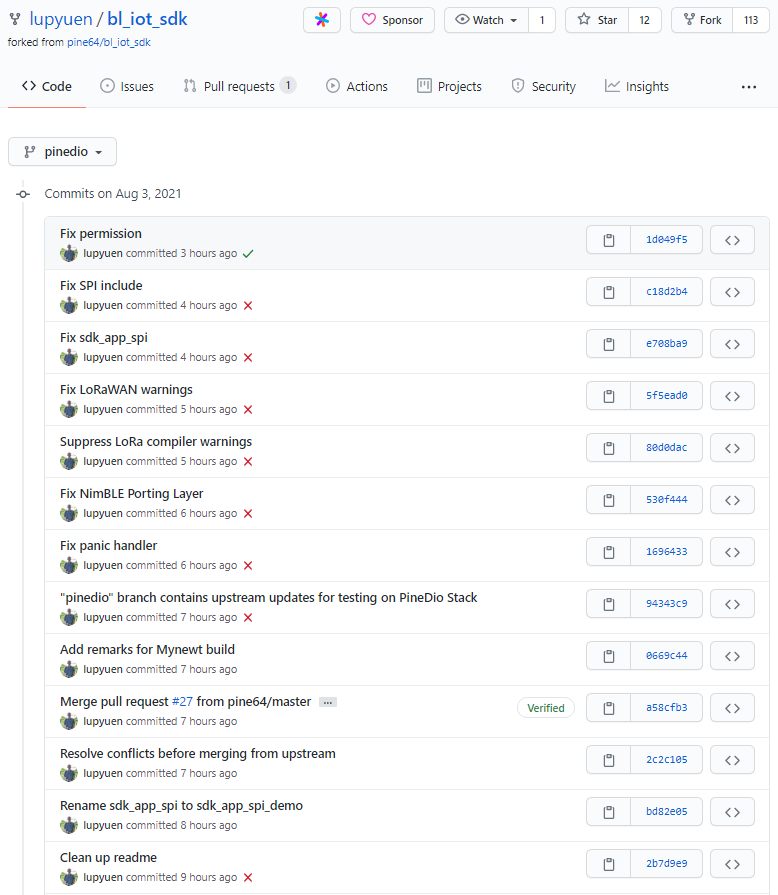 lupyuen / bl_iot_sdk
Sponsor
Watch
1
Star
12
Fork
113
forked from pine64/bl_iot_sdk
Code
Issues
Pull requests 1
Actions
Projects
Security
Insights
...
pinedio
Commits on Aug 3, 2021
Fix permission
lupyuen committed 3 hours ago
1d049f5
Fix SPI include
lupyuen committed 4 hours ago
c18d2b4
Fix sdk_app_spi
lupyuen committed 4 hours ago
e708ba9
Fix LoRaWAN warnings
lupyuen committed 5 hours ago
5f5ead0
Suppress LoRa compiler warnings
lupyuen committed 5 hours ago
80d0dac
Fix NimBLE Porting Layer
lupyuen committed 6 hours ago
530f444
Fix panic handler
lupyuen committed 6 hours ago
1696433
"pinedio" branch contains upstream updates for testing on PineDio Stack
lupyuen committed 7 hours ago
94343c9
Add remarks for Mynewt build
lupyuen committed 7 hours ago
0669c44
Merge pull request #27 from pine64/master ...
lupyuen committed 7 hours ago
Verified
a58cfb3
Resolve conflicts before merging from upstream
lupyuen committed 7 hours ago
2c2c105
Rename sdk_app_spi to sdk_app_spi_demo
lupyuen committed 8 hours ago
bd82e05
Clean up readme
lupyuen committed 9 hours ago
2b7d9e9